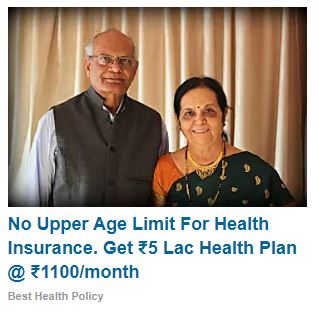 No Upper Age Limit For Health
Insurance. Get ₹5 Lac Health Plan
@ ₹1100/month
Best Health Policy